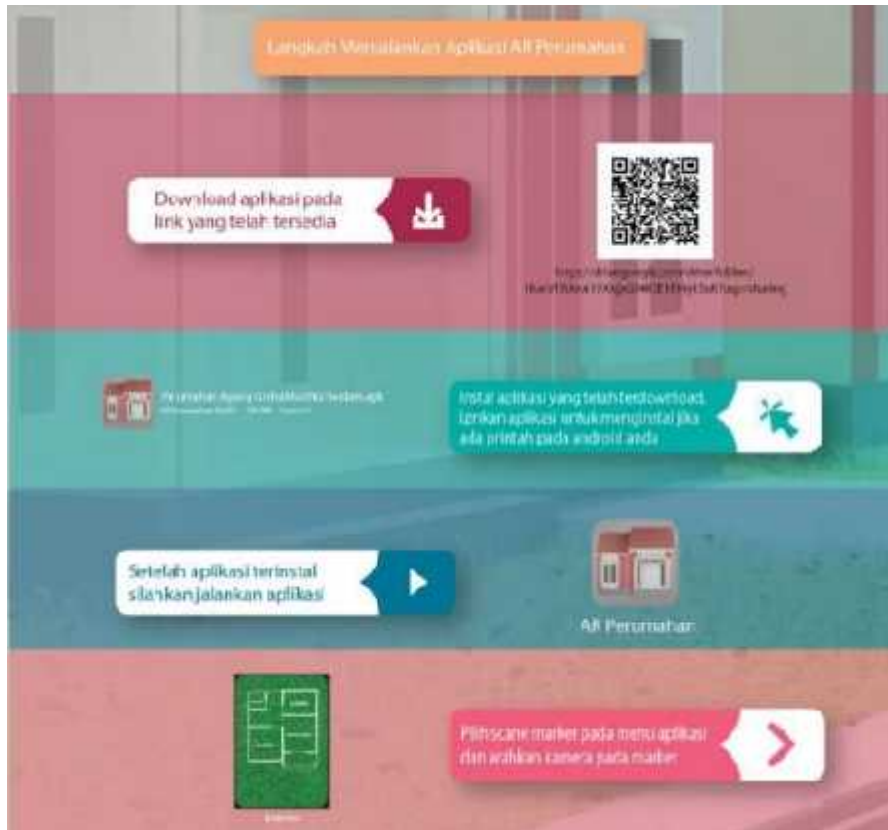 Langkah Menjalankan Aplikasi AR Perumahan
Download aplikasi pada
link yang telah tersedia
Instal aplikasi yang telah terdownload.
Izinkan aplikasi untuk menginstal jika
ada printah pada android anda
Setelah aplikasi terinstal
silahkan jalankan aplikasi
AR Perumahan
Pilih scane marker pada menu aplikasi
dan arahkan camera pada marker